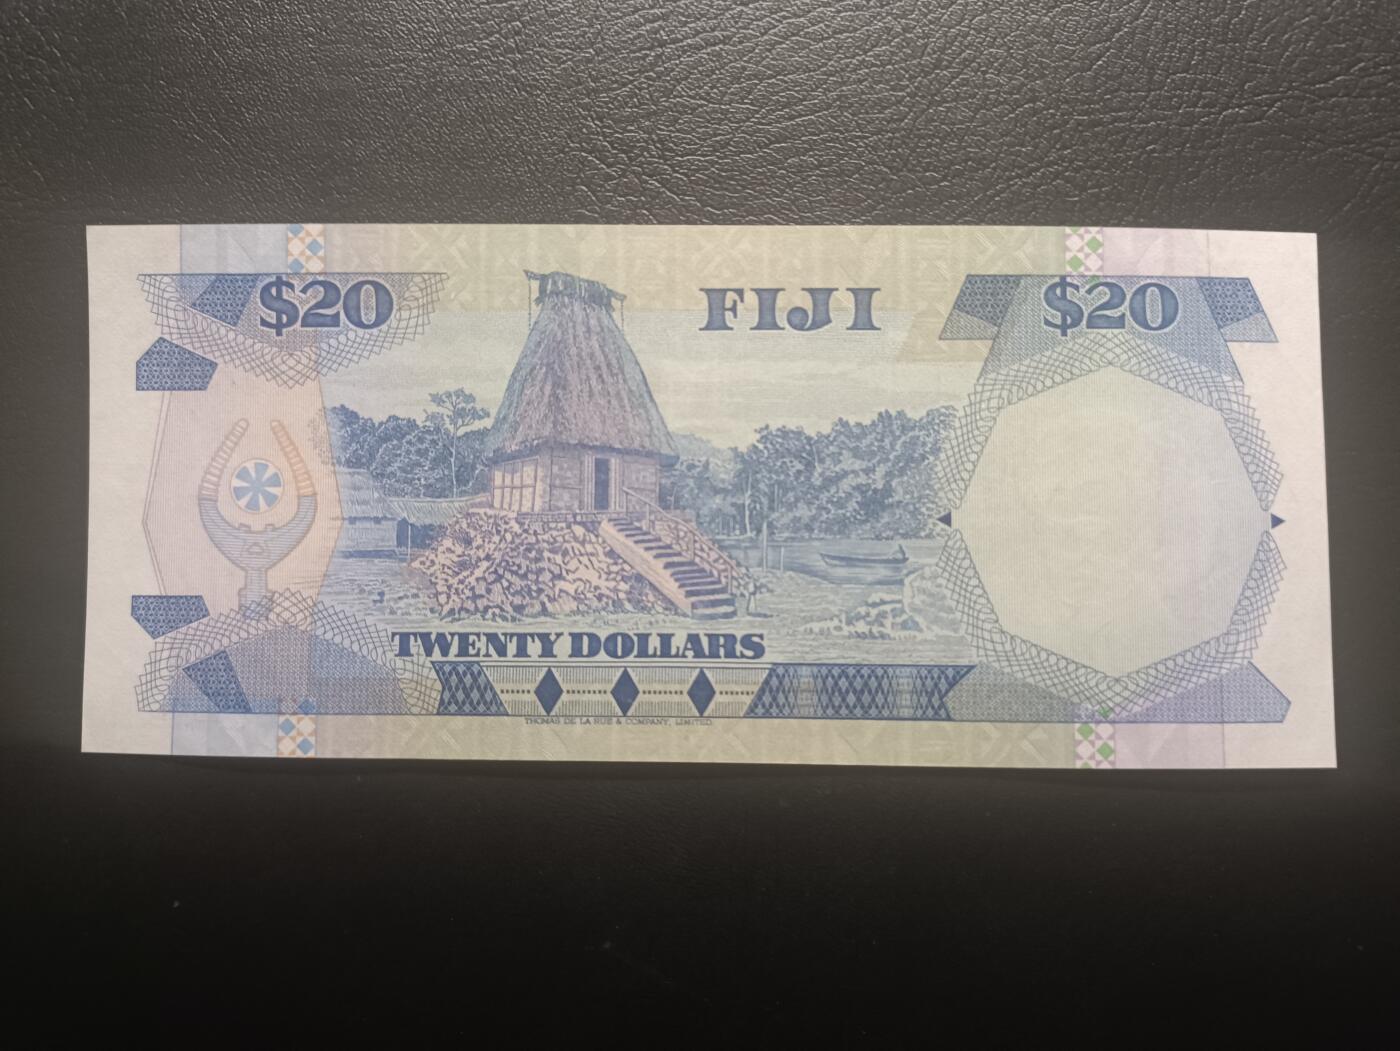 $20
FIJI
$20
TWENTY DOLLARS
THOMAS DE LA RUE & COMPANY, LIMITED.